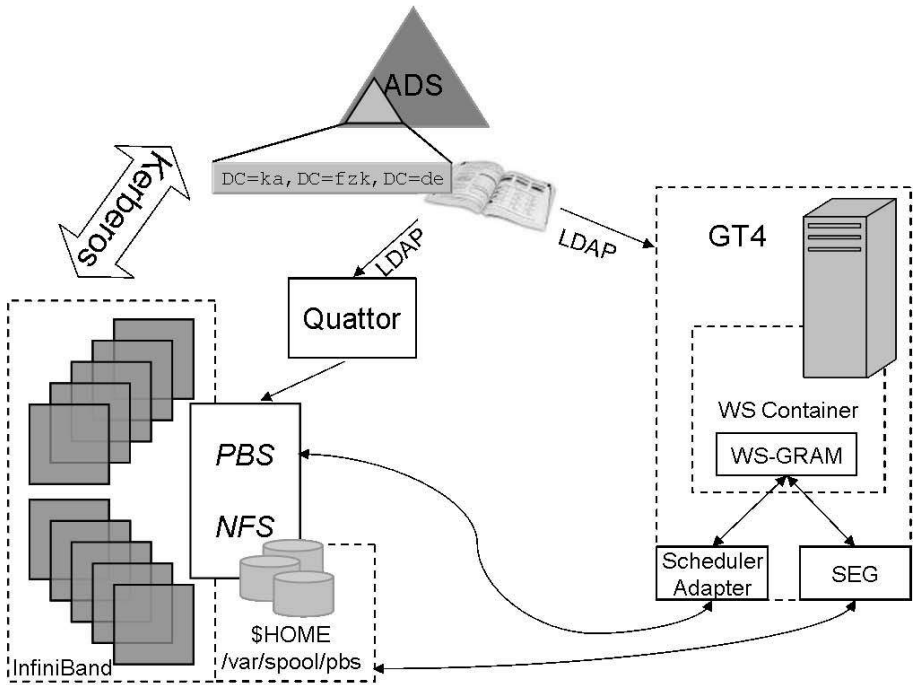 ADS
DC=ka,DC=fzk,DC=de
Kerberos
LDAP
LDAP
GT4
Quattor
WS Container
WS-GRAM
PBS
NFS
Scheduler
Adapter
SEG
$HOME
/var/spool/pbs
InfiniBand